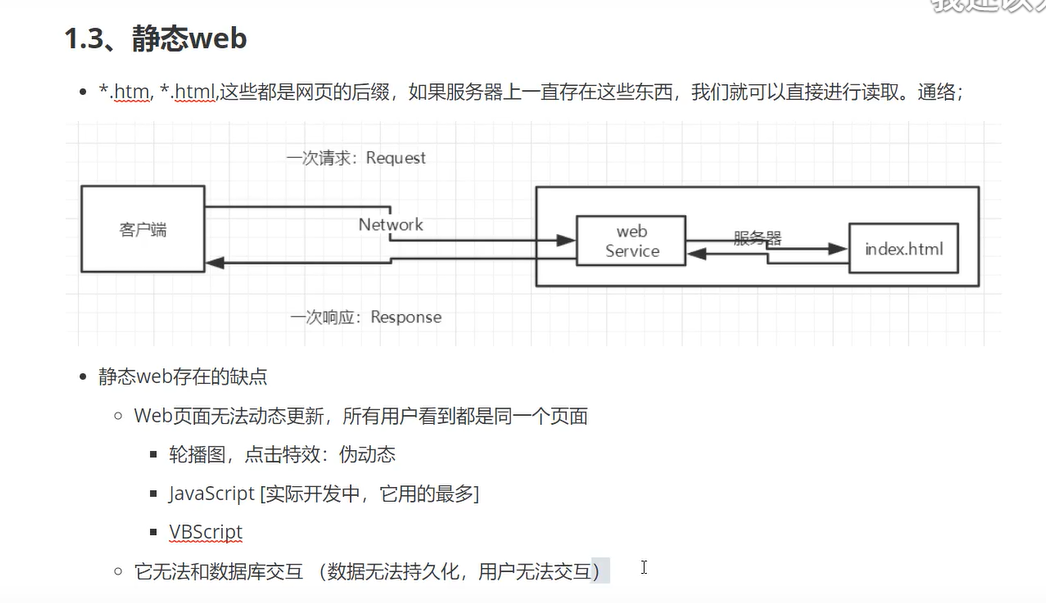 1.3、静态web
*.htm, *.html,这些都是网页的后缀，如果服务器上一直存在这些东西，我们就可以直接进行读取。通络；
一次请求：Request
客户端
Network
web
Service
服务器
index.html
一次响应：Response
静态web存在的缺点
Web页面无法动态更新，所有用户看到都是同一个页面
轮播图，点击特效：伪动态
JavaScript [实际开发中，它用的最多]
VBScript
它无法和数据库交互 （数据无法持久化，用户无法交互）